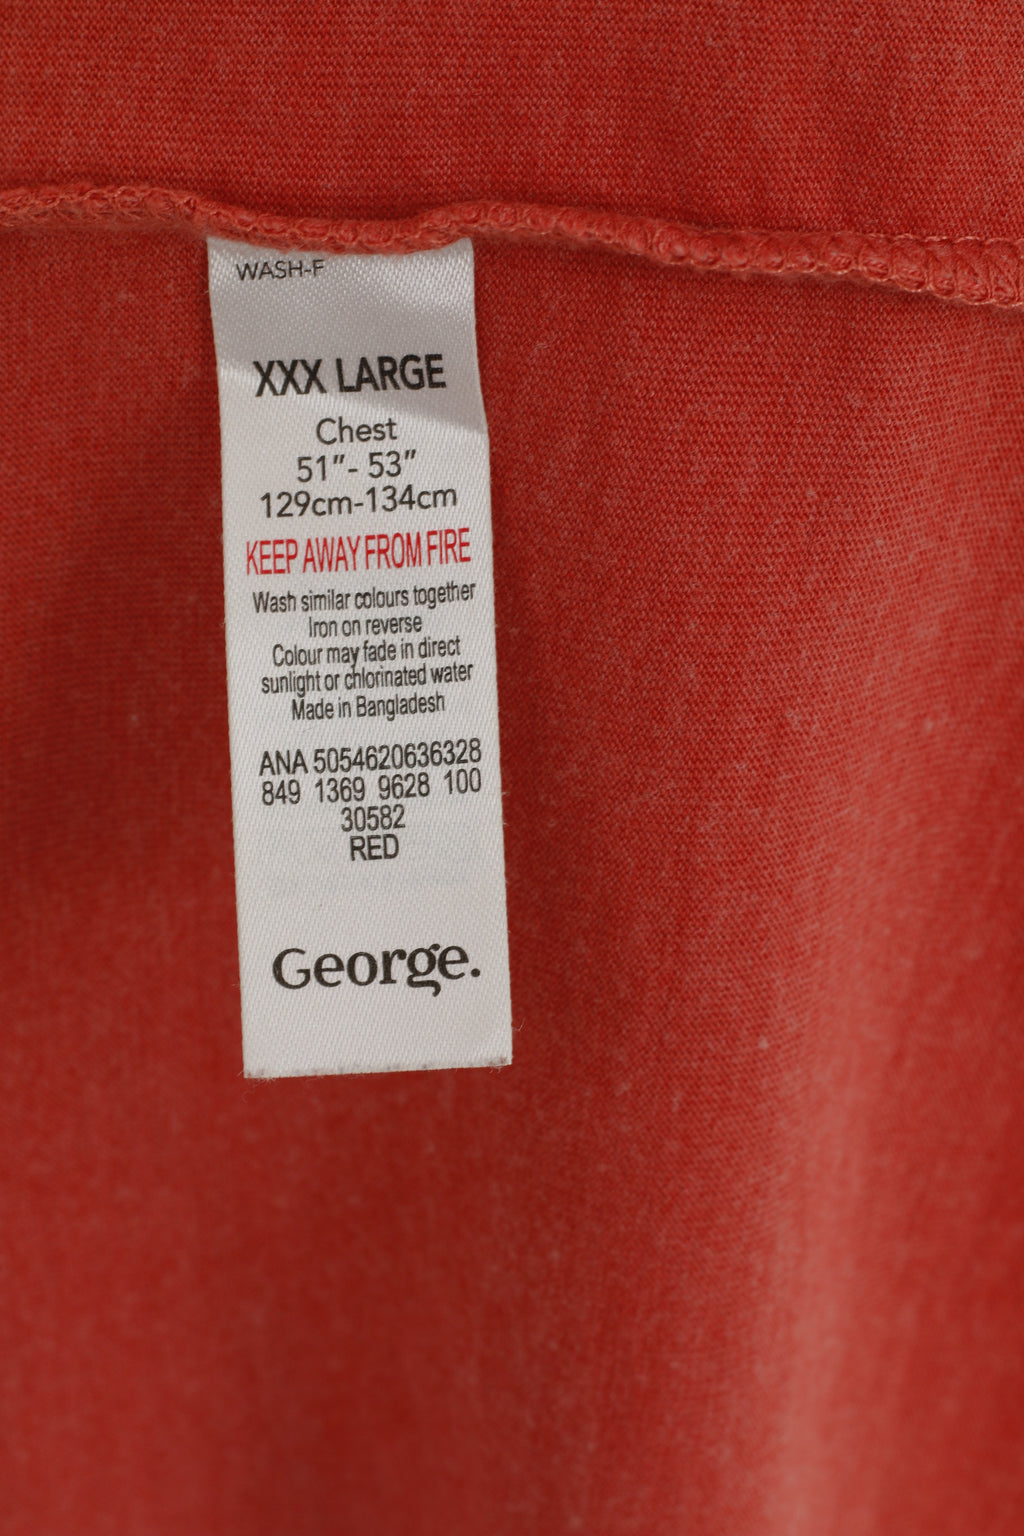 WASH-F
XXX LARGE
Chest
51"- 53"
129cm-134cm
KEEP AWAY FROM FIRE
Wash similar colours together
Iron on reverse
Colour may fade in direct
sunlight or chlorinated water
Made in Bangladesh
ANA 5054620636328
849 1369 9628 100
30582
RED
George.